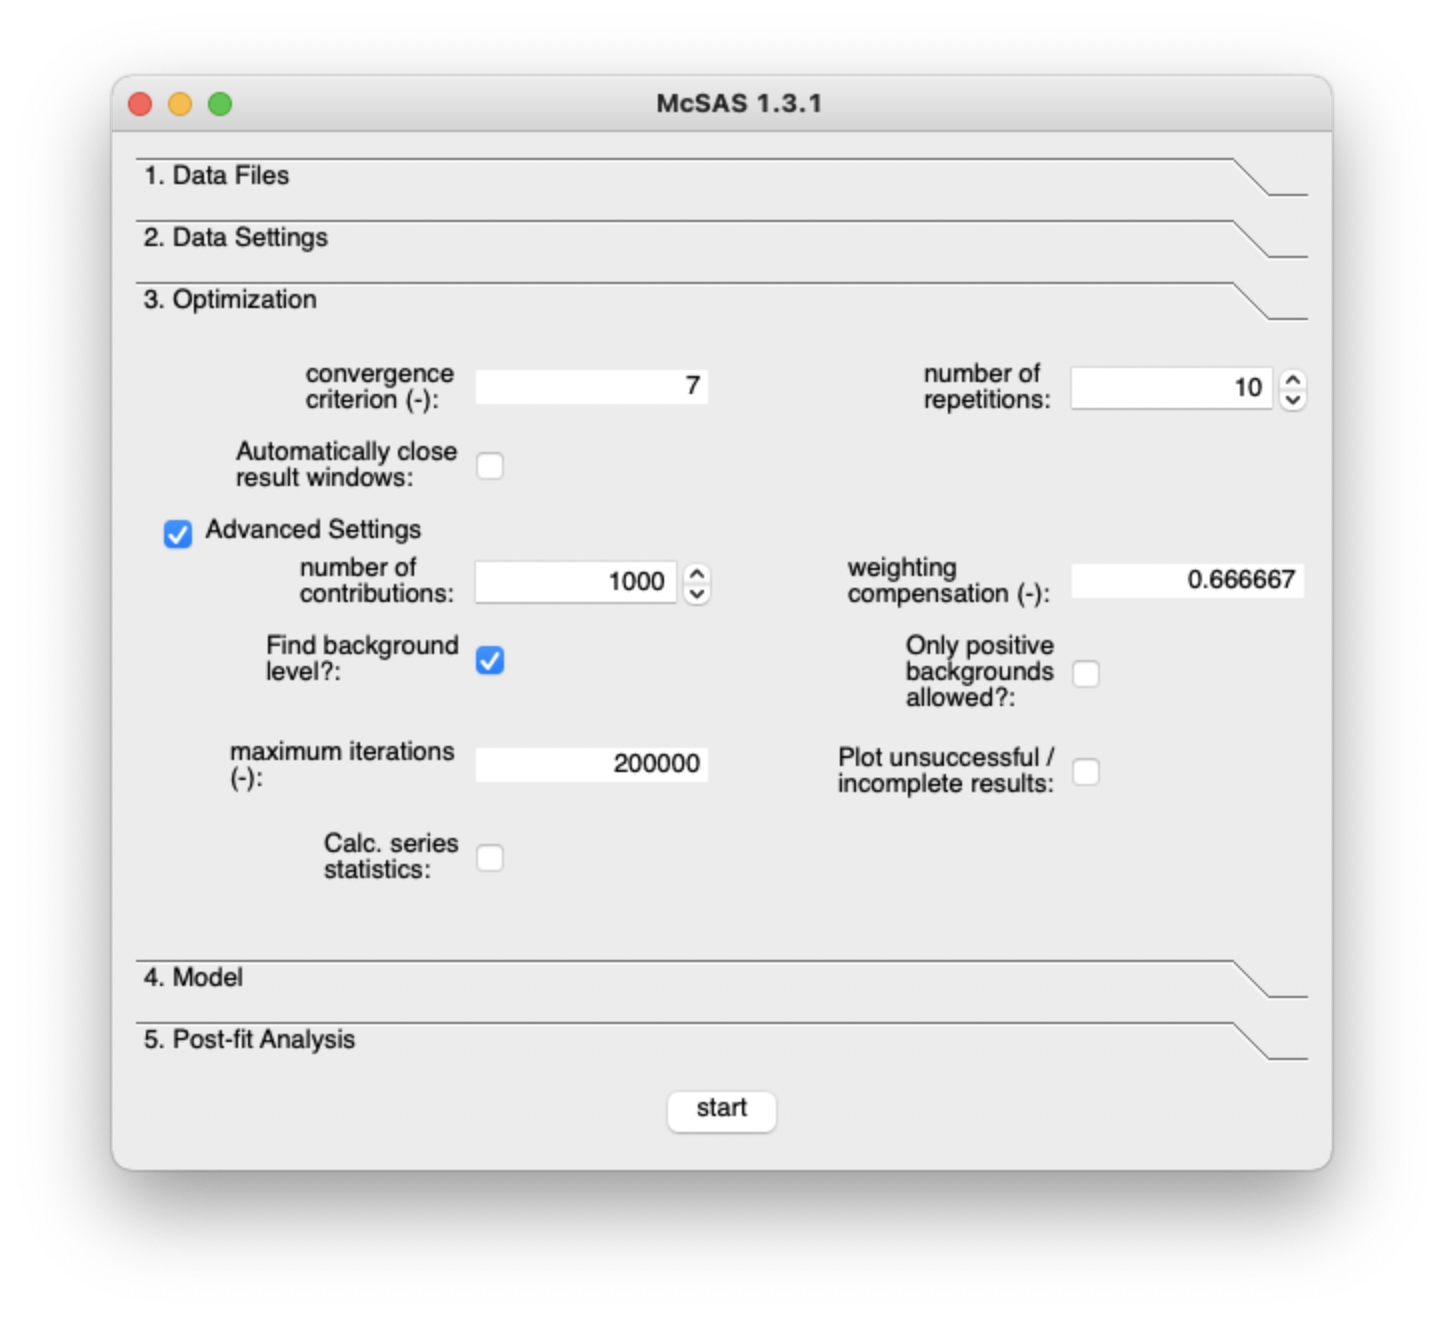 McSAS 1.3.1
1. Data Files
2. Data Settings
3. Optimization
convergence
criterion (-):
7
number of
repetitions:
10
Automatically close
result windows:
Advanced Settings
number of
contributions:
1000
weighting
compensation (-):
0.666667
Find background
level?:
Only positive
backgrounds
allowed?:
maximum iterations
(-):
200000
Plot unsuccessful /
incomplete results:
Calc. series
statistics:
4. Model
5. Post-fit Analysis
start